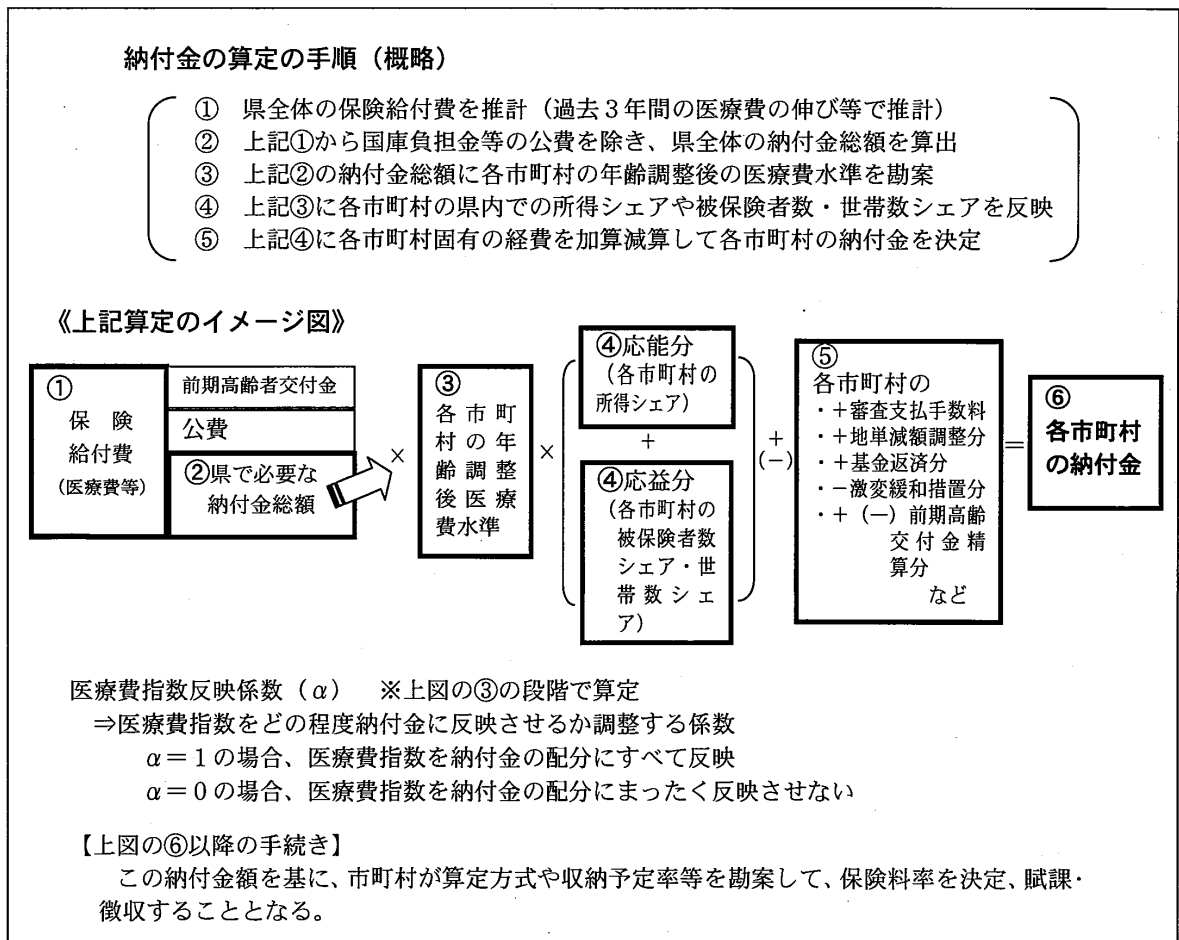 納付金の算定の手順（概略）
① 県全体の保険給付費を推計（過去３年間の医療費の伸び等で推計）
② 上記①から国庫負担金等の公費を除き、県全体の納付金総額を算出
③ 上記②の納付金総額に各市町村の年齢調整後の医療費水準を勘案
④ 上記③に各市町村の県内での所得シェアや被保険者数・世帯数シェアを反映
⑤ 上記④に各市町村固有の経費を加算減算して各市町村の納付金を決定
《上記算定のイメージ図》
①
保険
給付費
（医療費等）
前期高齢者交付金
公費
②県で必要な
納付金総額
×
③
各市町
村の年
齢調整
後医療
費水準
×
④応能分
（各市町村の
所得シェア）
＋
④応益分
（各市町村の
被保険者数
シェア・世
帯数シェ
ア）
＋
（－）
⑤
各市町村の
・＋審査支払手数料
・＋地単減額調整分
・＋基金返済分
・－激変緩和措置分
・＋（－）前期高齢
交付金精
算分
など
＝
⑥
各市町村
の納付金
医療費指数反映係数（α） ※上図の③の段階で算定
⇒医療費指数をどの程度納付金に反映させるか調整する係数
α＝１の場合、医療費指数を納付金の配分にすべて反映
α＝０の場合、医療費指数を納付金の配分にまったく反映させない
【上図の⑥以降の手続き】
この納付金額を基に、市町村が算定方式や収納予定率等を勘案して、保険料率を決定、賦課・
徴収することとなる。